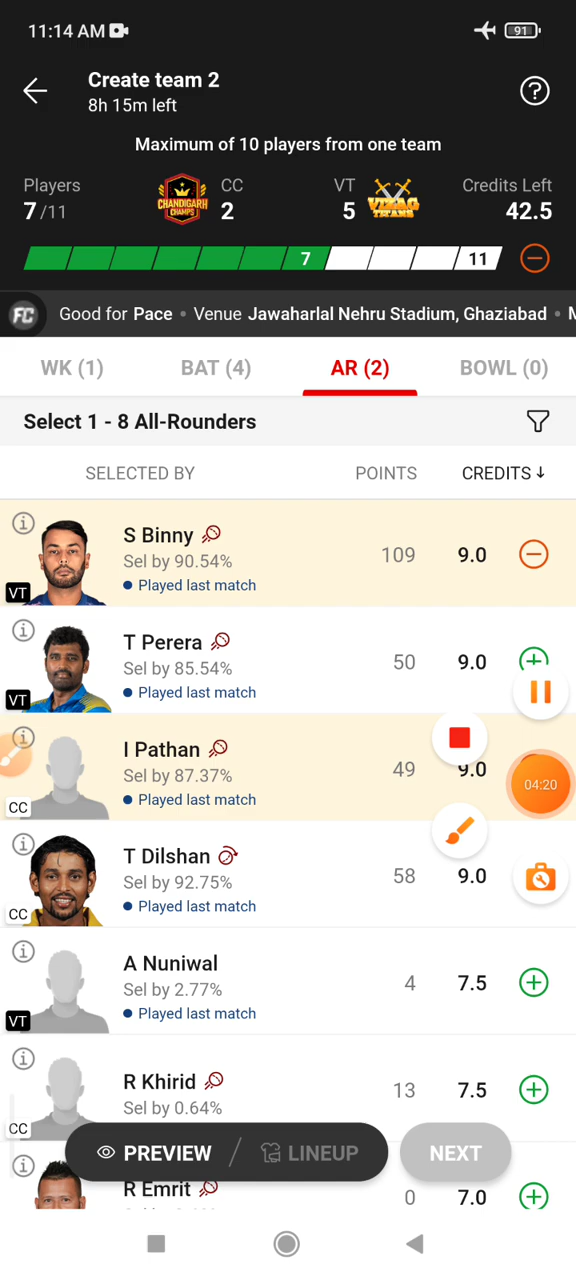 11:14 AM
91
Create team 2
8h 15m left
Maximum of 10 players from one team
Players
7/11
CHANDIGARH
CHAMPS
CC
2
VT
5
VIZAG
TITANS
Credits Left
42.5
7
11
FC
Good for Pace • Venue Jawaharlal Nehru Stadium, Ghaziabad • M
WK (1)
BAT (4)
AR (2)
BOWL (0)
Select 1 - 8 All-Rounders
SELECTED BY
POINTS
CREDITS ↓
S Binny
Sel by 90.54%
Played last match
VT
109
9.0
T Perera
Sel by 85.54%
Played last match
VT
50
9.0
I Pathan
Sel by 87.37%
Played last match
CC
49
9.0
04:20
T Dilshan
Sel by 92.75%
Played last match
CC
58
9.0
A Nuniwal
Sel by 2.77%
Played last match
VT
4
7.5
R Khirid
Sel by 0.64%
CC
13
7.5
PREVIEW
LINEUP
NEXT
R Emrit
0
7.0